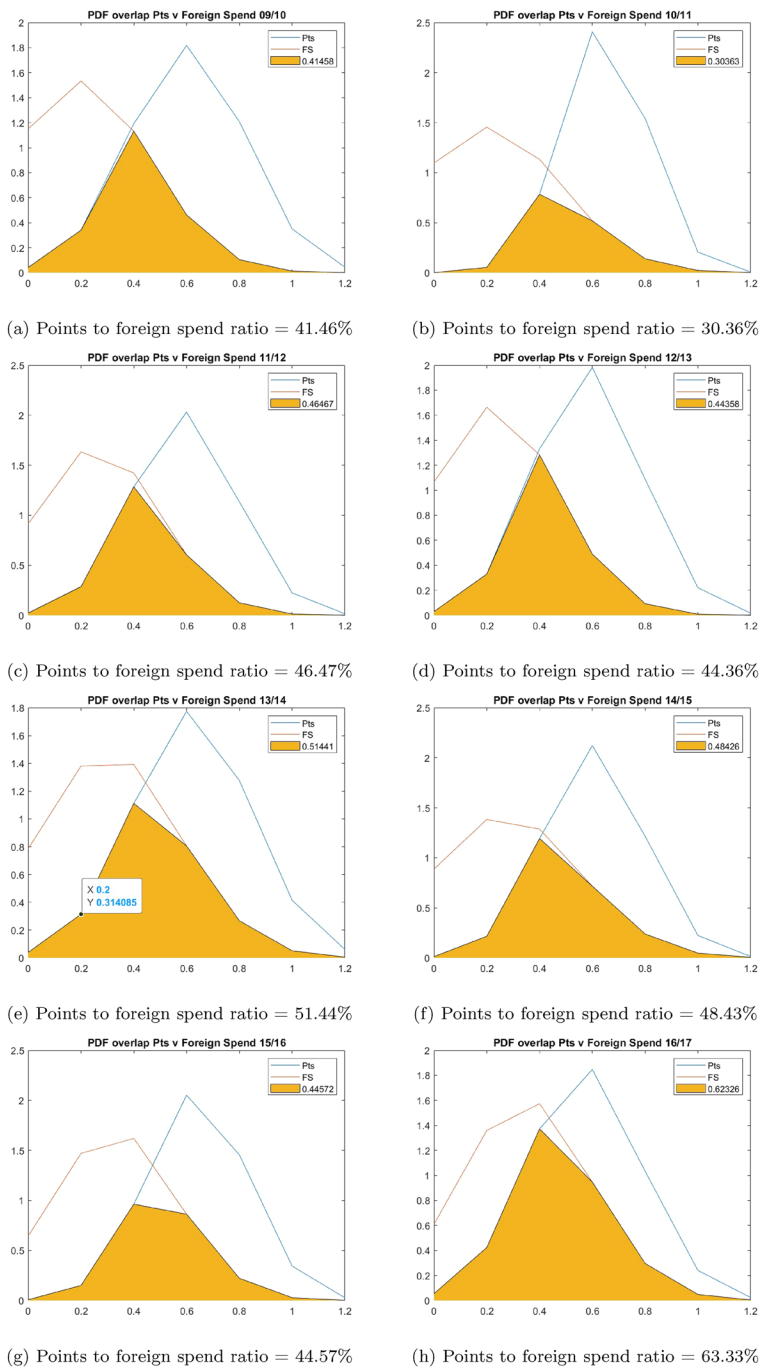 PDF overlap Pts v Foreign Spend 09/10
2
1.8
1.6
1.4
1.2
1
0.8
0.6
0.4
0.2
0
0 0.2 0.4 0.6 0.8 1 1.2
Pts
FS
0.41458
(a) Points to foreign spend ratio = 41.46%
PDF overlap Pts v Foreign Spend 10/11
2.5
2
1.5
1
0.5
0
0 0.2 0.4 0.6 0.8 1 1.2
Pts
FS
0.30363
(b) Points to foreign spend ratio = 30.36%
PDF overlap Pts v Foreign Spend 11/12
2.5
2
1.5
1
0.5
0
0 0.2 0.4 0.6 0.8 1 1.2
Pts
FS
0.46467
(c) Points to foreign spend ratio = 46.47%
PDF overlap Pts v Foreign Spend 12/13
2
1.8
1.6
1.4
1.2
1
0.8
0.6
0.4
0.2
0
0 0.2 0.4 0.6 0.8 1 1.2
Pts
FS
0.44358
(d) Points to foreign spend ratio = 44.36%
PDF overlap Pts v Foreign Spend 13/14
1.8
1.6
1.4
1.2
1
0.8
0.6
0.4
0.2
0
0 0.2 0.4 0.6 0.8 1 1.2
Pts
FS
0.51441
X 0.2
Y 0.314085
(e) Points to foreign spend ratio = 51.44%
PDF overlap Pts v Foreign Spend 14/15
2.5
2
1.5
1
0.5
0
0 0.2 0.4 0.6 0.8 1 1.2
Pts
FS
0.48426
(f) Points to foreign spend ratio = 48.43%
PDF overlap Pts v Foreign Spend 15/16
2.5
2
1.5
1
0.5
0
0 0.2 0.4 0.6 0.8 1 1.2
Pts
FS
0.44572
(g) Points to foreign spend ratio = 44.57%
PDF overlap Pts v Foreign Spend 16/17
2
1.8
1.6
1.4
1.2
1
0.8
0.6
0.4
0.2
0
0 0.2 0.4 0.6 0.8 1 1.2
Pts
FS
0.62326
(h) Points to foreign spend ratio = 63.33%